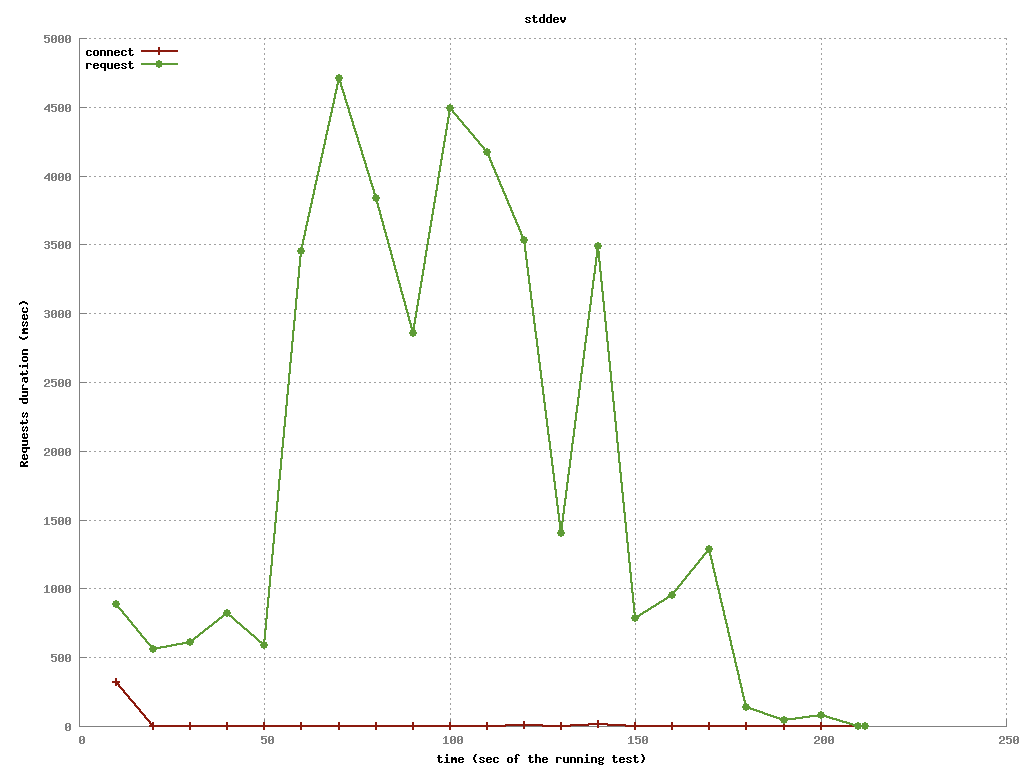 stddev
5000
connect
request
4500
4000
3500
3000
2500
2000
1500
1000
500
0
Requests duration (msec)
0 50 100 150 200 250
time (sec of the running test)